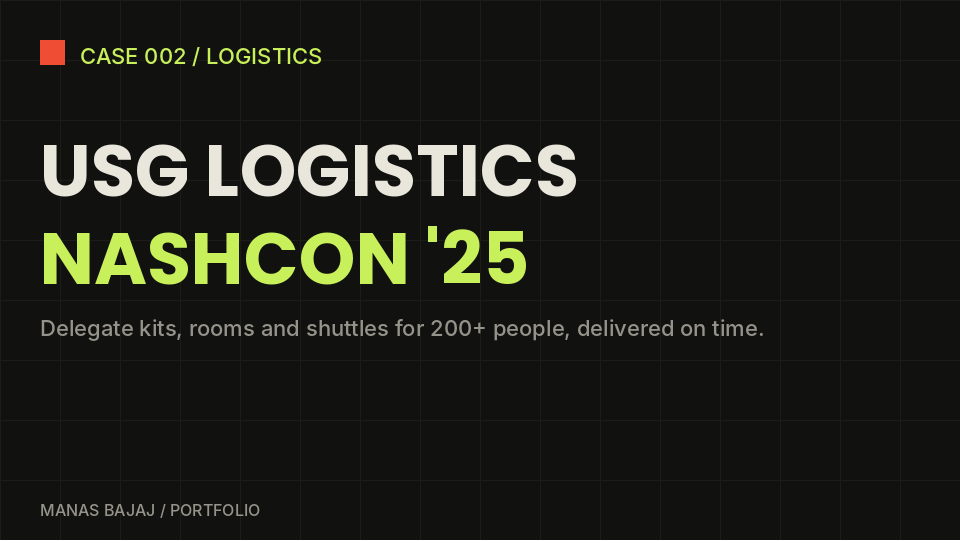 CASE 002 / LOGISTICS
USG LOGISTICS
NASHCON '25
Delegate kits, rooms and shuttles for 200+ people, delivered on time.
MANAS BAJAJ / PORTFOLIO